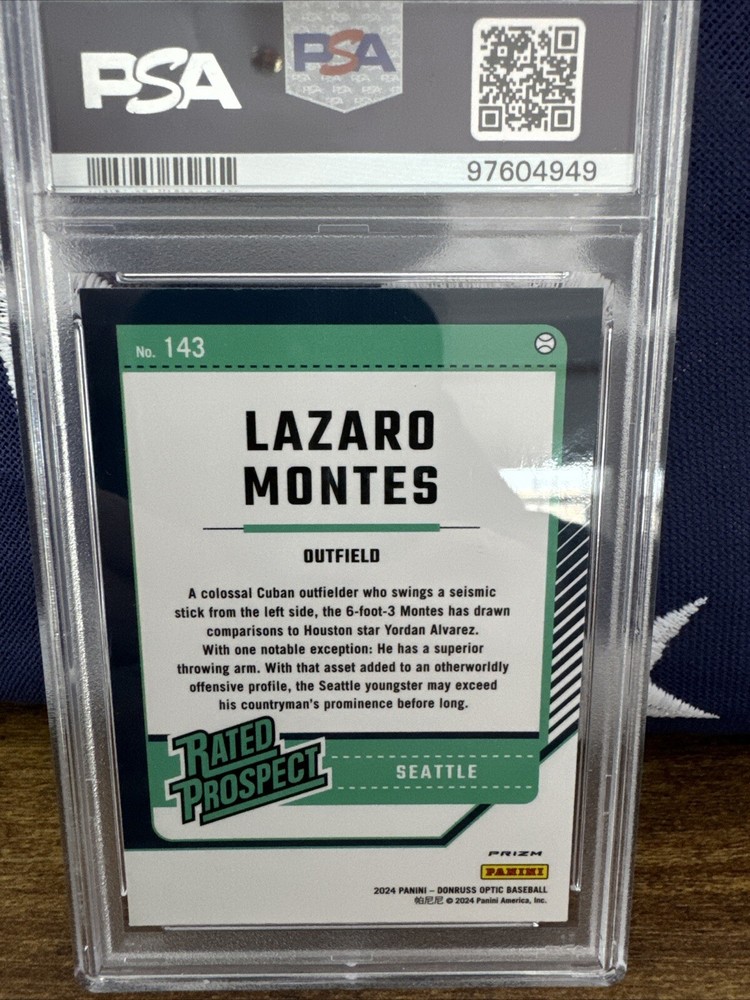 PSA PSA
97604949
No. 143
LAZARO
MONTES
OUTFIELD
A colossal Cuban outfielder who swings a seismic
stick from the left side, the 6-foot-3 Montes has drawn
comparisons to Houston star Yordan Alvarez.
With one notable exception: He has a superior
throwing arm. With that asset added to an otherworldly
offensive profile, the Seattle youngster may exceed
his countryman's prominence before long.
RATED
PROSPECT
SEATTLE
PRIZM
PANINI
2024 PANINI – DONRUSS OPTIC BASEBALL
帕尼尼 © 2024 Panini America, Inc.